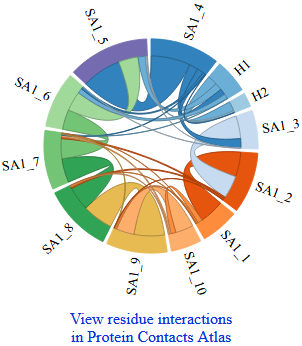 SA1_4
H1
H2
SA1_3
SA1_2
SA1_1
SA1_10
SA1_9
SA1_8
SA1_7
SA1_6
SA1_5
View residue interactions
in Protein Contacts Atlas